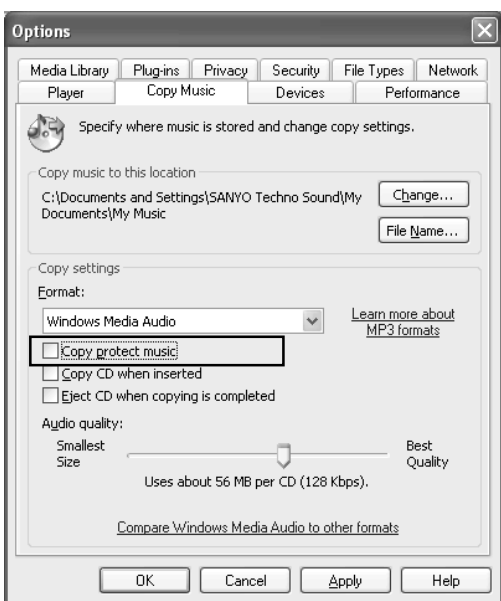 Options
Media Library Plug-ins Privacy Security File Types Network
Player Copy Music Devices Performance
Specify where music is stored and change copy settings.
Copy music to this location
C:\Documents and Settings\SANYO Techno Sound\My
Documents\My Music
Change...
File Name...
Copy settings
Format:
Windows Media Audio
Learn more about
MP3 formats
Copy protect music
Copy CD when inserted
Eject CD when copying is completed
Audio quality:
Smallest
Size
Best
Quality
Uses about 56 MB per CD (128 Kbps).
Compare Windows Media Audio to other formats
OK Cancel Apply Help